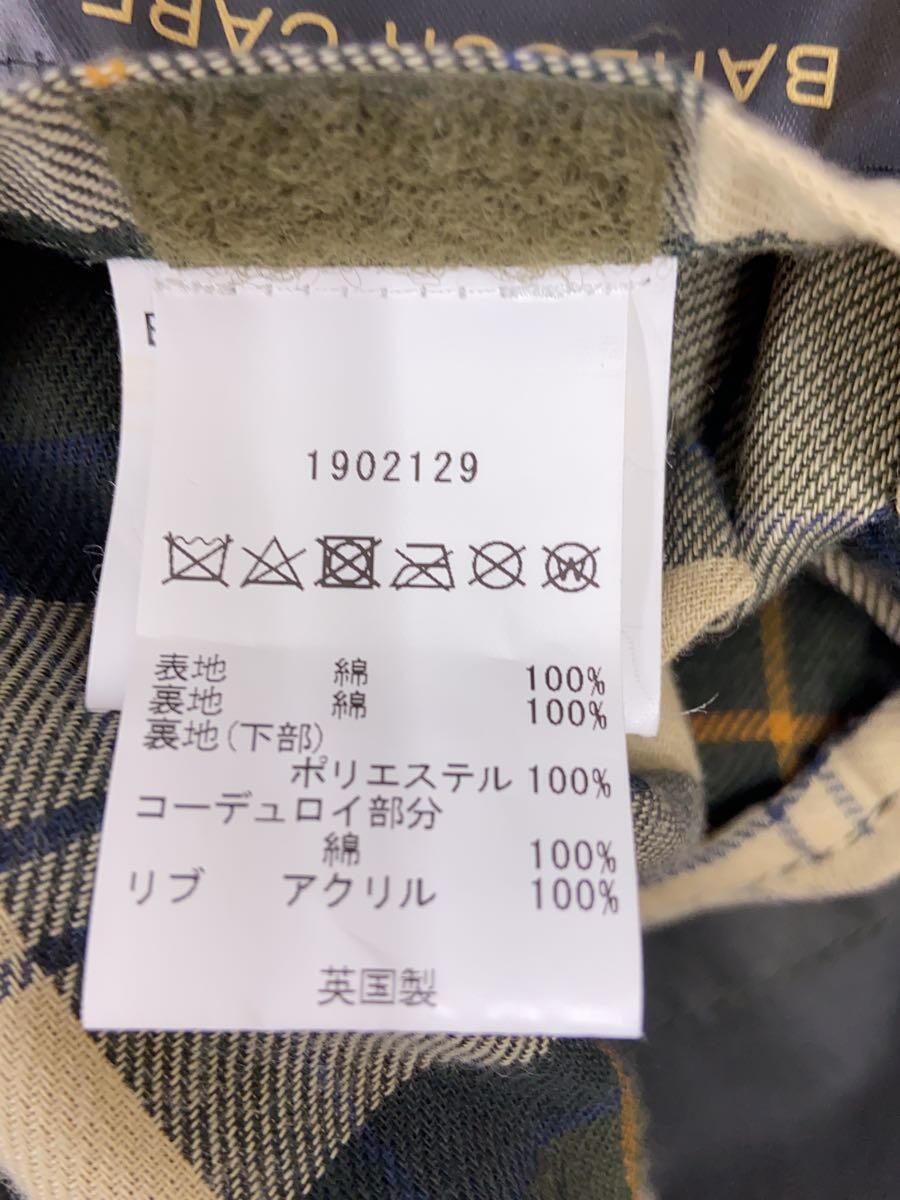 1902129
表地 綿 100%
裏地 綿 100%
裏地(下部)
ポリエステル 100%
コーデュロイ部分
綿 100%
リブ アクリル 100%
英国製